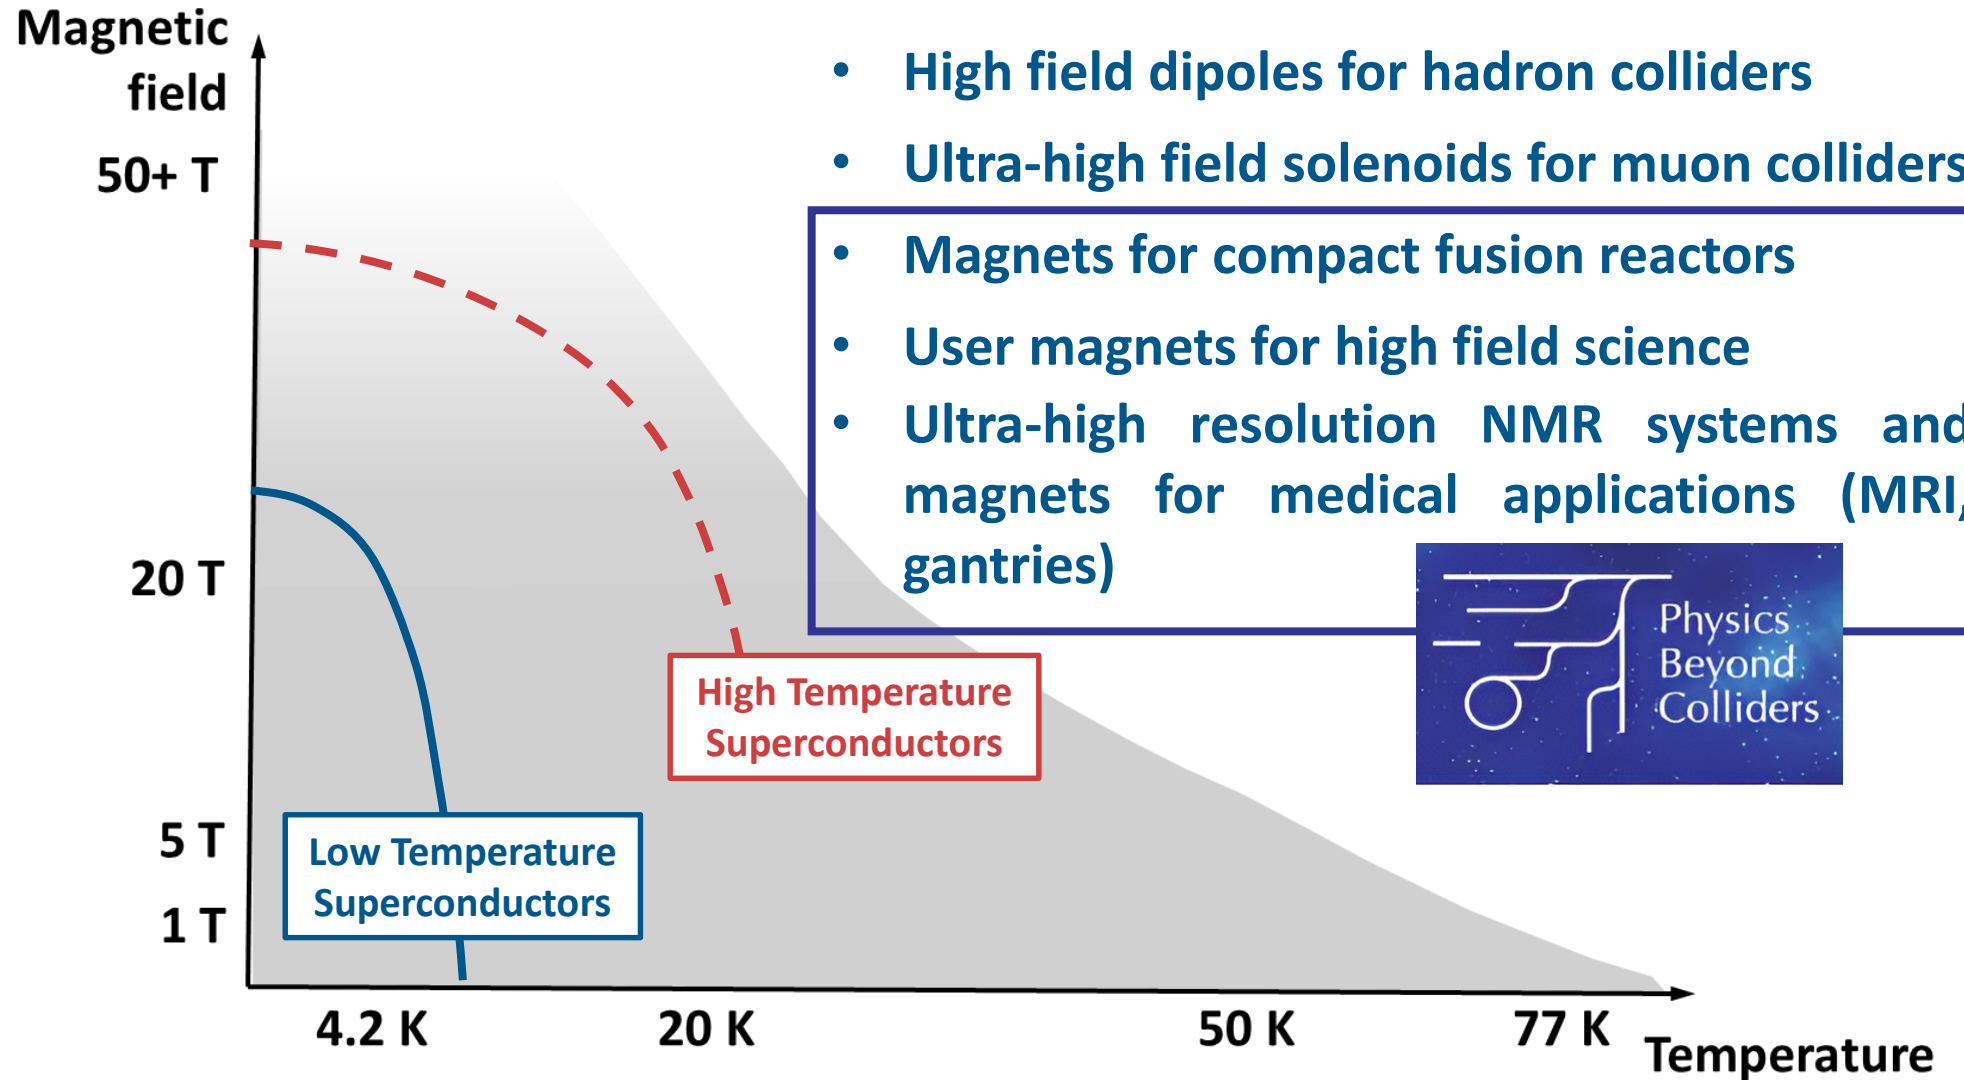 Magnetic
field
50+ T
20 T
5 T
1 T
• High field dipoles for hadron colliders
• Ultra-high field solenoids for muon colliders
• Magnets for compact fusion reactors
• User magnets for high field science
• Ultra-high resolution NMR systems and
magnets for medical applications (MRI,
gantries)
Physics
Beyond
Colliders
High Temperature
Superconductors
Low Temperature
Superconductors
4.2 K
20 K
50 K
77 K
Temperature